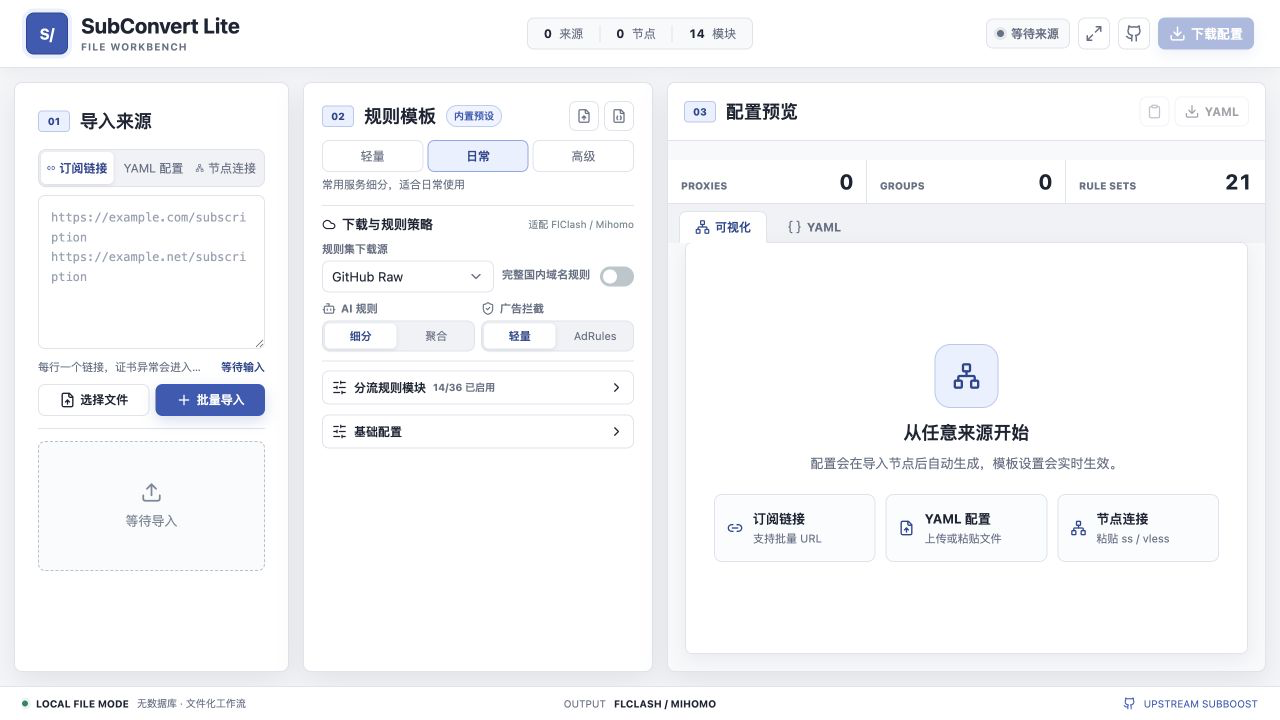 S/
SubConvert Lite
FILE WORKBENCH
0 来源 0 节点 14 模块
等待来源
下载配置
01 导入来源
订阅链接 YAML 配置 节点连接
https://example.com/subscri
ption
https://example.net/subscri
ption
每行一个链接，证书异常会进入... 等待输入
选择文件 批量导入
等待导入
02 规则模板 内置预设
轻量 日常 高级
常用服务细分，适合日常使用
下载与规则策略 适配 FlClash / Mihomo
规则集下载源
GitHub Raw 完整国内域名规则
AI 规则 广告拦截
细分 聚合 轻量 AdRules
分流规则模块 14/36 已启用
基础配置
03 配置预览 YAML
PROXIES 0 GROUPS 0 RULE SETS 21
可视化 { } YAML
从任意来源开始
配置会在导入节点后自动生成，模板设置会实时生效。
订阅链接
支持批量 URL
YAML 配置
上传或粘贴文件
节点连接
粘贴 ss / vless
LOCAL FILE MODE 无数据库 · 文件化工作流
OUTPUT FLCLASH / MIHOMO
UPSTREAM SUBBOOST